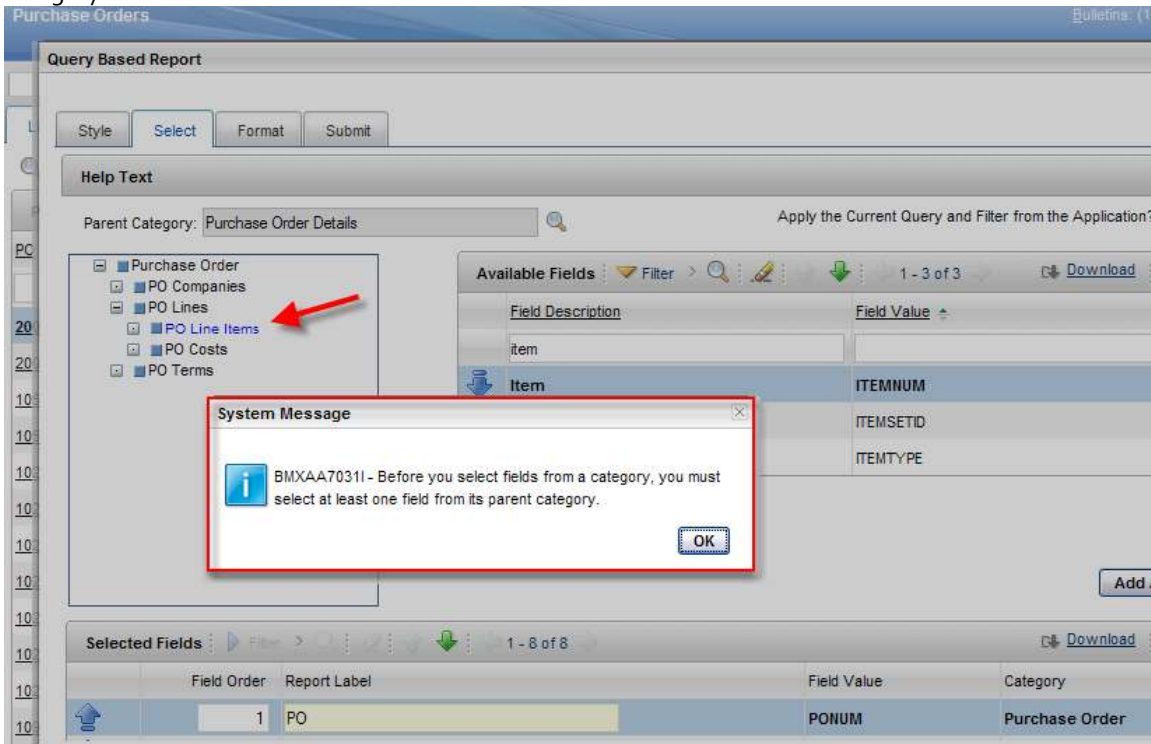 Purchase Orders
Bulletins: (1
Query Based Report
Style Select Format Submit
Help Text
Parent Category: Purchase Order Details
Apply the Current Query and Filter from the Application?
Purchase Order
PO Companies
PO Lines
PO Line Items
PO Costs
PO Terms
Available Fields Filter 1 - 3 of 3 Download
Field Description Field Value
item
Item ITEMNUM
ITEMSETID
ITEMTYPE
System Message
BMXAA7031I - Before you select fields from a category, you must
select at least one field from its parent category.
OK
Add
Selected Fields Filter 1 - 8 of 8 Download
Field Order Report Label Field Value Category
1 PO PONUM Purchase Order